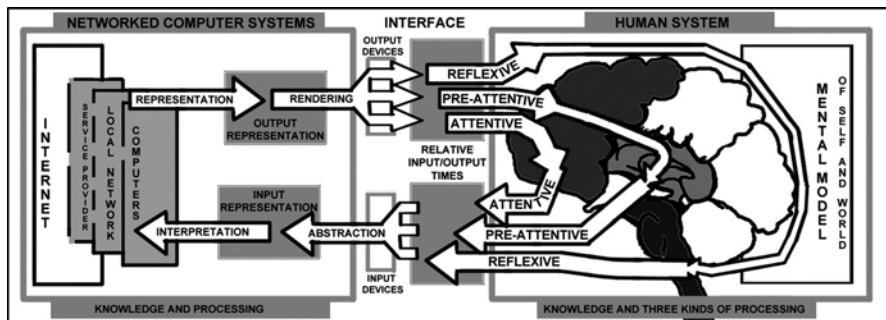 NETWORKED COMPUTER SYSTEMS
INTERFACE
HUMAN SYSTEM
INTERNET
SERVICE PROVIDER
LOCAL NETWORK
COMPUTERS
REPRESENTATION
OUTPUT
REPRESENTATION
RENDERING
OUTPUT
DEVICES
REFLEXIVE
PRE-ATTENTIVE
ATTENTIVE
RELATIVE
INPUT/OUTPUT
TIMES
INPUT
REPRESENTATION
INTERPRETATION
ABSTRACTION
INPUT
DEVICES
ATTENTIVE
PRE-ATTENTIVE
REFLEXIVE
MENTAL MODEL
OF SELF AND WORLD
KNOWLEDGE AND PROCESSING
KNOWLEDGE AND THREE KINDS OF PROCESSING